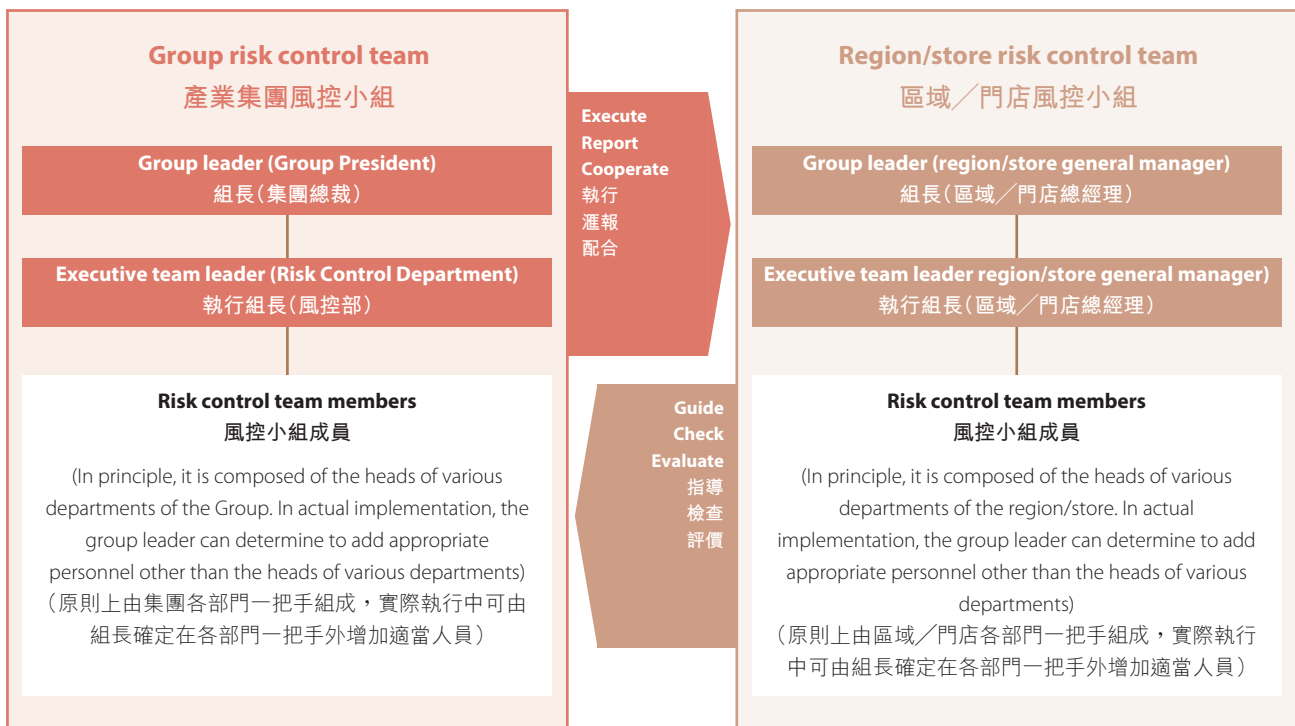 Group risk control team
產業集團風控小組
Group leader (Group President)
組長(集團總裁)
Executive team leader (Risk Control Department)
執行組長(風控部)
Risk control team members
風控小組成員
(In principle, it is composed of the heads of various
departments of the Group. In actual implementation, the
group leader can determine to add appropriate
personnel other than the heads of various departments)
(原則上由集團各部門一把手組成,實際執行中可由
組長確定在各部門一把手外增加適當人員)
Execute
Report
Cooperate
執行
滙報
配合
Guide
Check
Evaluate
指導
檢查
評價
Region/store risk control team
區域╱門店風控小組
Group leader (region/store general manager)
組長(區域╱門店總經理)
Executive team leader region/store general manager)
執行組長(區域╱門店總經理)
Risk control team members
風控小組成員
(In principle, it is composed of the heads of various
departments of the region/store. In actual
implementation, the group leader can determine to add
appropriate personnel other than the heads of various
departments)
(原則上由區域╱門店各部門一把手組成,實際執行
中可由組長確定在各部門一把手外增加適當人員)